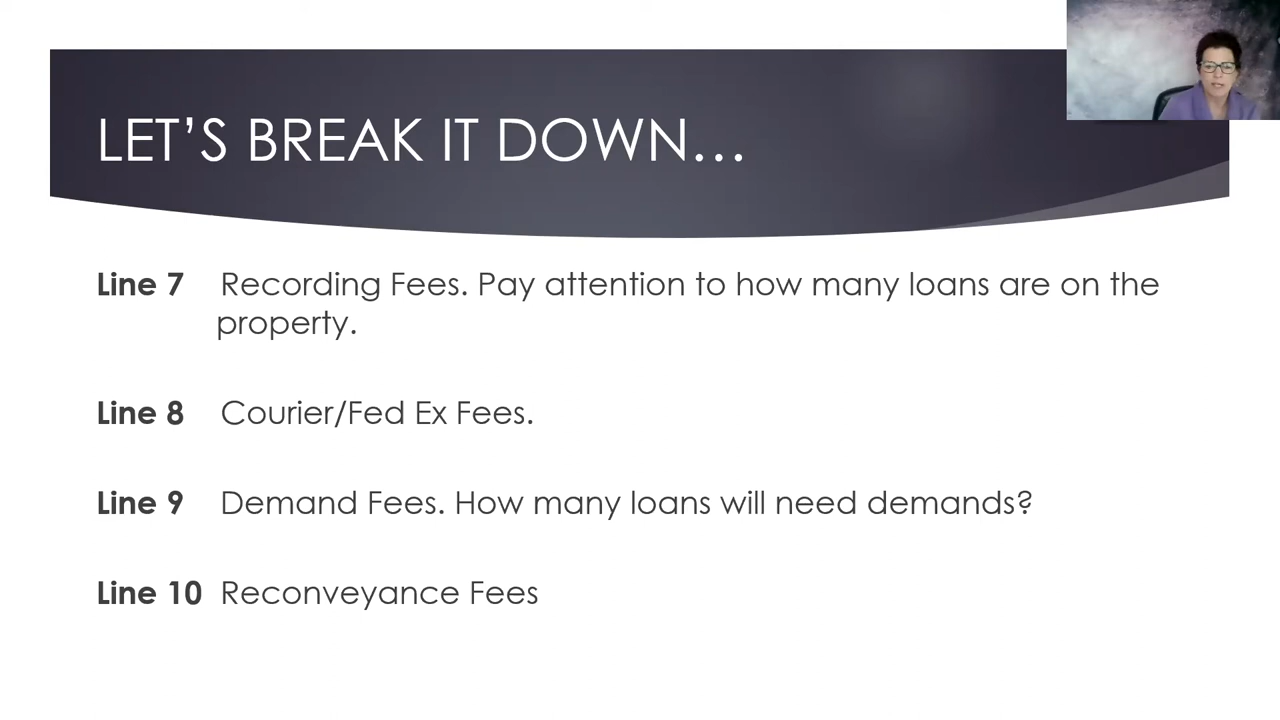 LET’S BREAK IT DOWN…
Line 7 Recording Fees. Pay attention to how many loans are on the
property.
Line 8 Courier/Fed Ex Fees.
Line 9 Demand Fees. How many loans will need demands?
Line 10 Reconveyance Fees